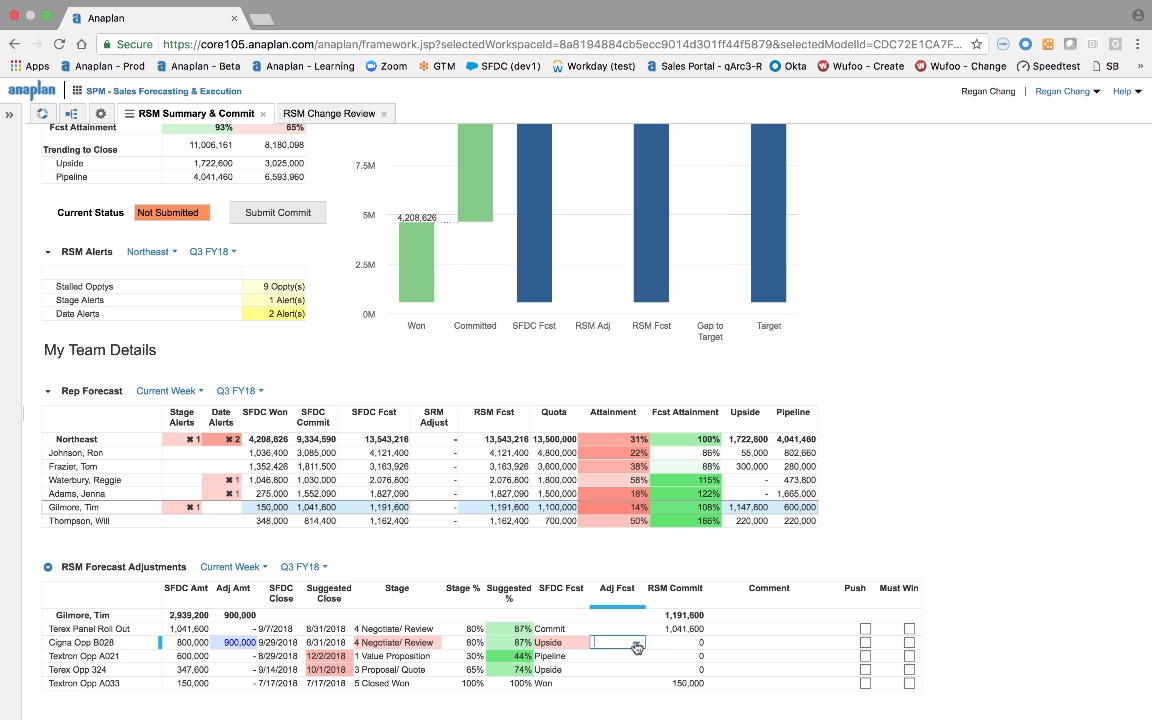 Anaplan
Secure https://core105.anaplan.com/anaplan/framework.jsp?selectedWorkspaceId=8a8194884cb5ecc9014d301ff44f5879&selectedModelId=CDC72E1CA7F...
Apps Anaplan - Prod Anaplan - Beta Anaplan - Learning Zoom GTM SFDC (dev1) Workday (test) Sales Portal - qArc3-R Okta Wufoo - Create Wufoo - Change Speedtest SB »
anaplan SPM - Sales Forecasting & Execution Regan Chang | Regan Chang Help
» RSM Summary & Commit RSM Change Review
Fcst Attainment 93% 65%
Trending to Close 11,006,161 8,180,098
Upside 1,722,600 3,025,000
Pipeline 4,041,460 6,593,960
Current Status Not Submitted Submit Commit
7.5M
5M
2.5M
0M
4,208,626
Won Committed SFDC Fcst RSM Adj RSM Fcst Gap to Target Target
RSM Alerts Northeast Q3 FY18
Stalled Opptys 9 Oppty(s)
Stage Alerts 1 Alert(s)
Date Alerts 2 Alert(s)
My Team Details
Rep Forecast Current Week Q3 FY18
Stage Alerts Date Alerts SFDC Won SFDC Commit SFDC Fcst SRM Adjust RSM Fcst Quota Attainment Fcst Attainment Upside Pipeline
Northeast ✖ 1 ✖ 2 4,208,626 9,334,590 13,543,216 - 13,543,216 13,500,000 31% 100% 1,722,600 4,041,460
Johnson, Ron 1,036,400 3,085,000 4,121,400 - 4,121,400 4,800,000 22% 86% 55,000 802,660
Frazier, Tom 1,352,426 1,811,500 3,163,926 - 3,163,926 3,600,000 38% 88% 300,000 280,000
Waterbury, Reggie ✖ 1 1,046,800 1,030,000 2,076,800 - 2,076,800 1,800,000 58% 115% - 473,800
Adams, Jenna ✖ 1 275,000 1,552,090 1,827,090 - 1,827,090 1,500,000 18% 122% - 1,665,000
Gilmore, Tim ✖ 1 150,000 1,041,600 1,191,600 - 1,191,600 1,100,000 14% 108% 1,147,600 600,000
Thompson, Will 348,000 814,400 1,162,400 - 1,162,400 700,000 50% 166% 220,000 220,000
RSM Forecast Adjustments Current Week Q3 FY18
SFDC Amt Adj Amt SFDC Close Suggested Close Stage Stage % Suggested % SFDC Fcst Adj Fcst RSM Commit Comment Push Must Win
Gilmore, Tim 2,939,200 900,000 1,191,600
Terex Panel Roll Out 1,041,600 - 9/7/2018 8/31/2018 4 Negotiate/ Review 80% 87% Commit 1,041,600
Cigna Opp B028 800,000 900,000 9/29/2018 8/31/2018 4 Negotiate/ Review 80% 87% Upside 0
Textron Opp A021 600,000 - 8/29/2018 12/2/2018 1 Value Proposition 30% 44% Pipeline 0
Terex Opp 324 347,600 - 9/14/2018 10/1/2018 3 Proposal/ Quote 65% 74% Upside 0
Textron Opp A033 150,000 - 7/17/2018 7/17/2018 5 Closed Won 100% 100% Won 150,000